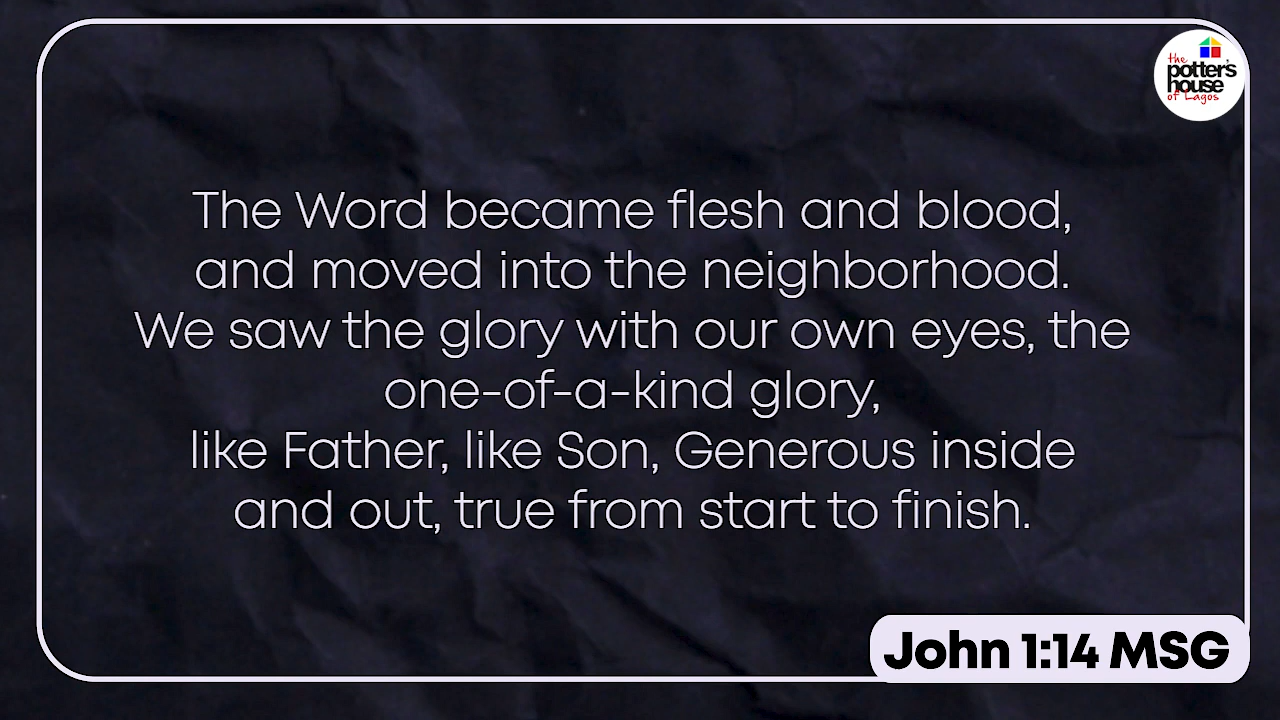 the
potter's
house
of Lagos
The Word became flesh and blood,
and moved into the neighborhood.
We saw the glory with our own eyes, the
one-of-a-kind glory,
like Father, like Son, Generous inside
and out, true from start to finish.
John 1:14 MSG